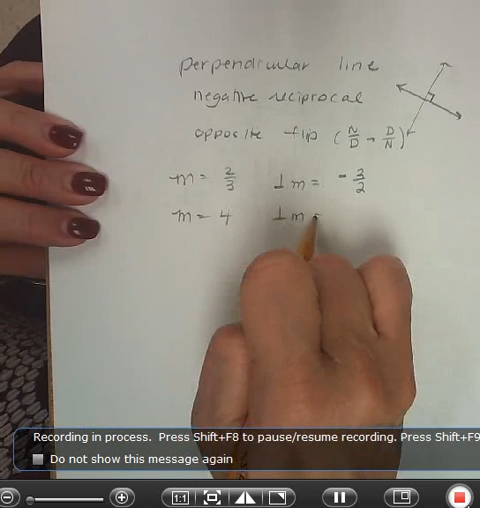 perpendicular line
negative reciprocal
opposite flip (N/D → D/N)
m = 2/3 ⊥ m = - 3/2
m = 4 ⊥ m =
Recording in process. Press Shift+F8 to pause/resume recording. Press Shift+F9
Do not show this message again
1:1